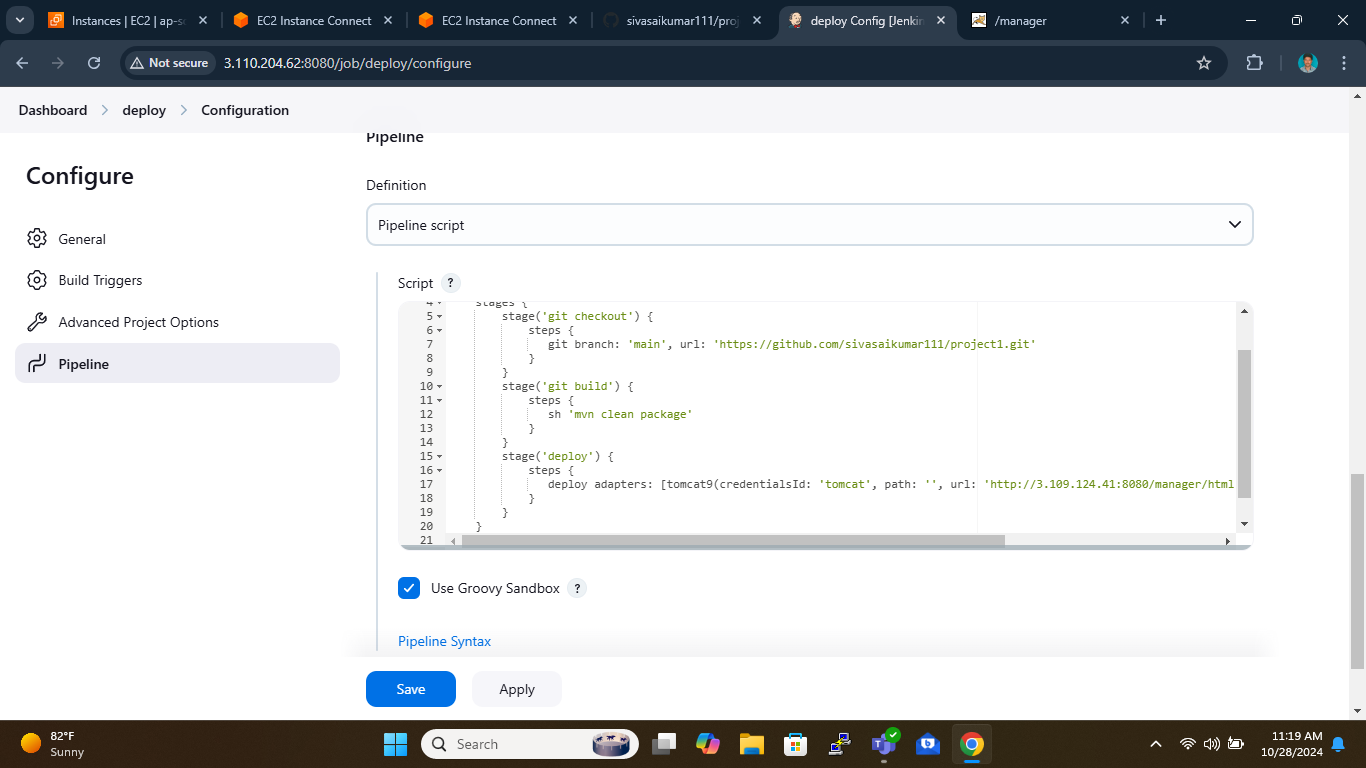 Instances | EC2 | ap-so
EC2 Instance Connect
EC2 Instance Connect
sivasaikumar111/proj
deploy Config [Jenkin
/manager
Not secure
3.110.204.62:8080/job/deploy/configure
Dashboard
deploy
Configuration
Configure
General
Build Triggers
Advanced Project Options
Pipeline
Pipeline
Definition
Pipeline script
Script ?
4 stages {
5 stage('git checkout') {
6 steps {
7 git branch: 'main', url: 'https://github.com/sivasaikumar111/project1.git'
8 }
9 }
10 stage('git build') {
11 steps {
12 sh 'mvn clean package'
13 }
14 }
15 stage('deploy') {
16 steps {
17 deploy adapters: [tomcat9(credentialsId: 'tomcat', path: '', url: 'http://3.109.124.41:8080/manager/html
18 }
19 }
20 }
21
Use Groovy Sandbox ?
Pipeline Syntax
Save
Apply
82°F
Sunny
Search
11:19 AM
10/28/2024